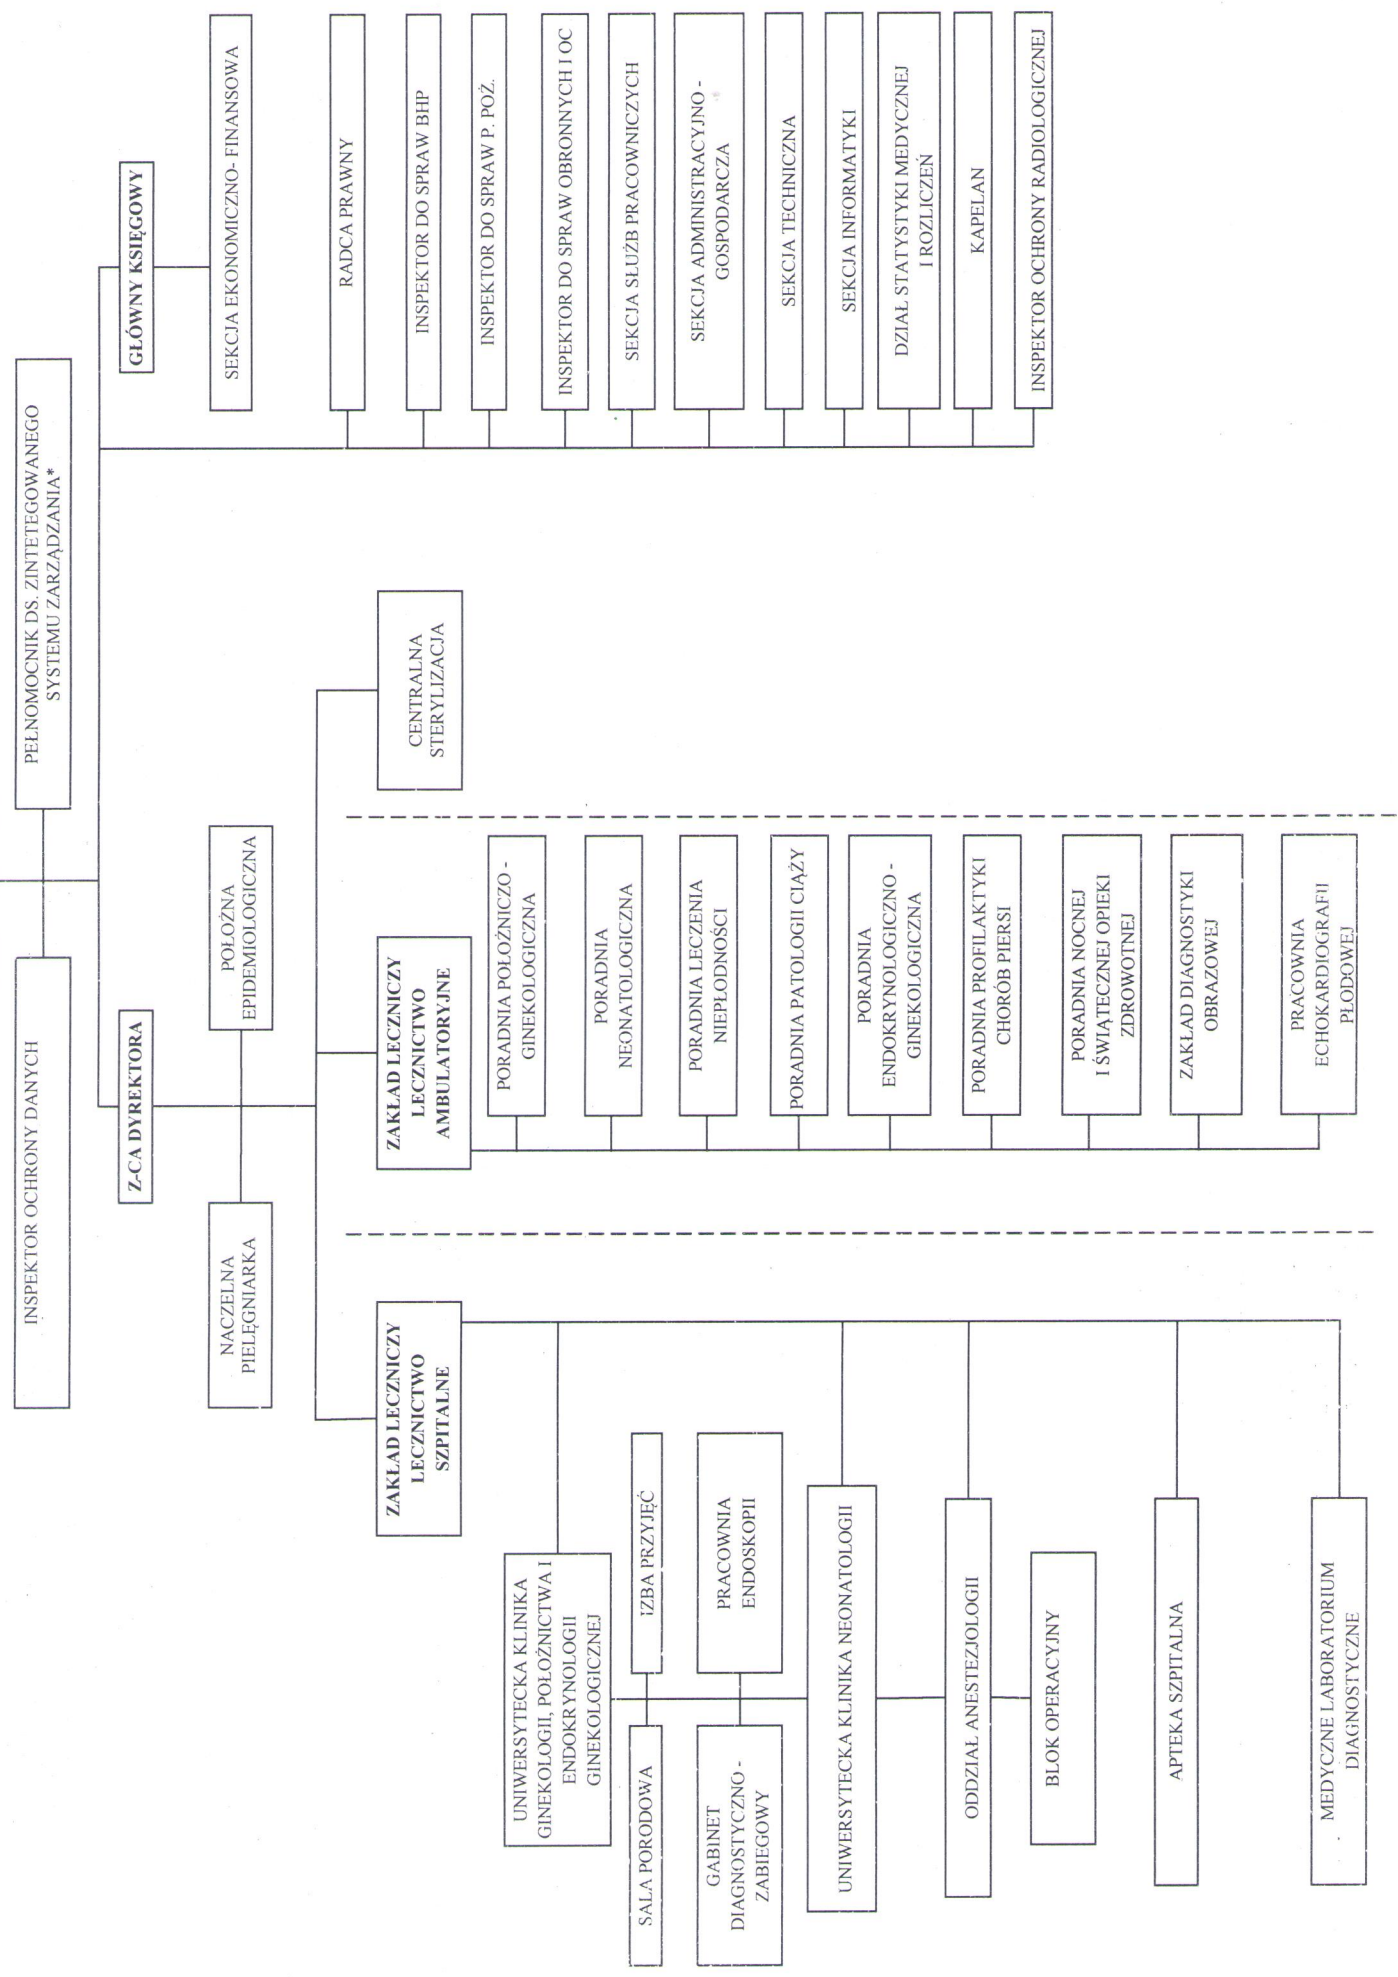 INSPEKTOR OCHRONY DANYCH
PEŁNOMOCNIK DS. ZINTETEGOWANEGO
SYSTEMU ZARZĄDZANIA*
Z-CA DYREKTORA
GŁÓWNY KSIĘGOWY
NACZELNA
PIELĘGNIARKA
POŁOŻNA
EPIDEMIOLOGICZNA
SEKCJA EKONOMICZNO- FINANSOWA
ZAKŁAD LECZNICZY
LECZNICTWO
SZPITALNE
ZAKŁAD LECZNICZY
LECZNICTWO
AMBULATORYJNE
CENTRALNA
STERYLIZACJA
UNIWERSYTECKA KLINIKA
GINEKOLOGII, POŁOŻNICTWA I
ENDOKRYNOLOGII
GINEKOLOGICZNEJ
SALA PORODOWA
IZBA PRZYJĘĆ
GABINET
DIAGNOSTYCZNO -
ZABIEGOWY
PRACOWNIA
ENDOSKOPII
UNIWERSYTECKA KLINIKA NEONATOLOGII
ODDZIAŁ ANESTEZJOLOGII
BLOK OPERACYJNY
APTEKA SZPITALNA
MEDYCZNE LABORATORIUM
DIAGNOSTYCZNE
PORADNIA POŁOŻNICZO -
GINEKOLOGICZNA
PORADNIA
NEONATOLOGICZNA
PORADNIA LECZENIA
NIEPŁODNOŚCI
PORADNIA PATOLOGII CIĄŻY
PORADNIA
ENDOKRYNOLOGICZNO -
GINEKOLOGICZNA
PORADNIA PROFILAKTYKI
CHORÓB PIERSI
PORADNIA NOCNEJ
I ŚWIĄTECZNEJ OPIEKI
ZDROWOTNEJ
ZAKŁAD DIAGNOSTYKI
OBRAZOWEJ
PRACOWNIA
ECHOKARDIOGRAFII
PŁODOWEJ
RADCA PRAWNY
INSPEKTOR DO SPRAW BHP
INSPEKTOR DO SPRAW P. POŻ.
INSPEKTOR DO SPRAW OBRONNYCH I OC
SEKCJA SŁUŻB PRACOWNICZYCH
SEKCJA ADMINISTRACYJNO -
GOSPODARCZA
SEKCJA TECHNICZNA
SEKCJA INFORMATYKI
DZIAŁ STATYSTYKI MEDYCZNEJ
I ROZLICZEŃ
KAPELAN
INSPEKTOR OCHRONY RADIOLOGICZNEJ